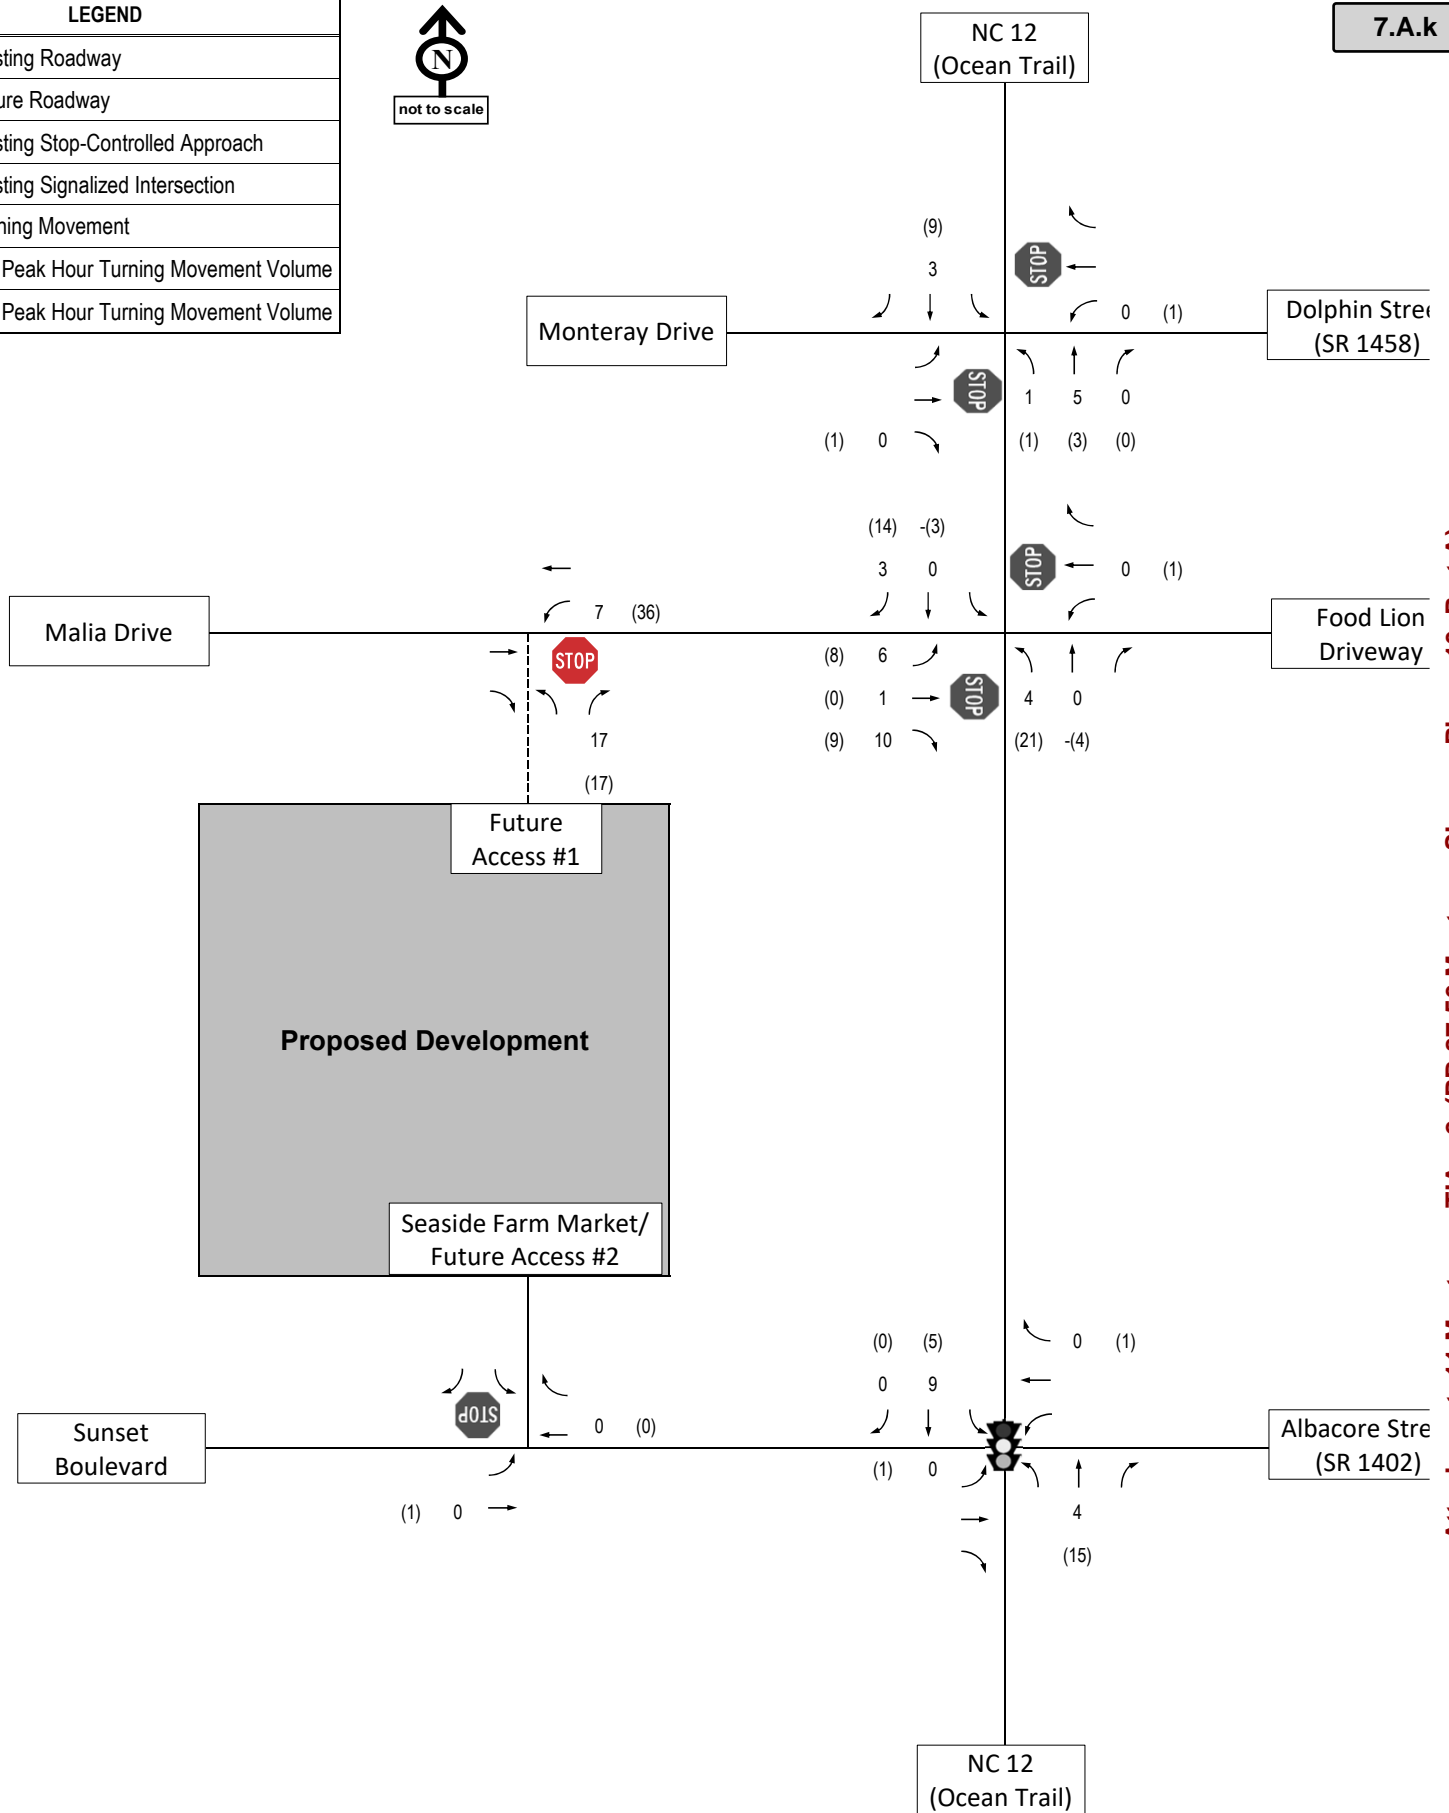 LEGEND
sting Roadway
ure Roadway
sting Stop-Controlled Approach
sting Signalized Intersection
ning Movement
Peak Hour Turning Movement Volume
Peak Hour Turning Movement Volume
N
not to scale
NC 12
(Ocean Trail)
7.A.k
(9)
3
STOP
0 (1)
Monteray Drive
Dolphin Stree
(SR 1458)
STOP
1 5 0
(1) 0
(1) (3) (0)
(14) -(3)
3 0
STOP
0 (1)
7 (36)
Malia Drive
Food Lion
Driveway
STOP
(8) 6
(0) 1
STOP
4 0
(9) 10
(21) -(4)
17
(17)
Future
Access #1
Proposed Development
Seaside Farm Market/
Future Access #2
(0) (5)
0 9
0 (1)
STOP
0 (0)
Sunset
Boulevard
Albacore Stre
(SR 1402)
(1) 0
(1) 0
4
(15)
NC 12
(Ocean Trail)